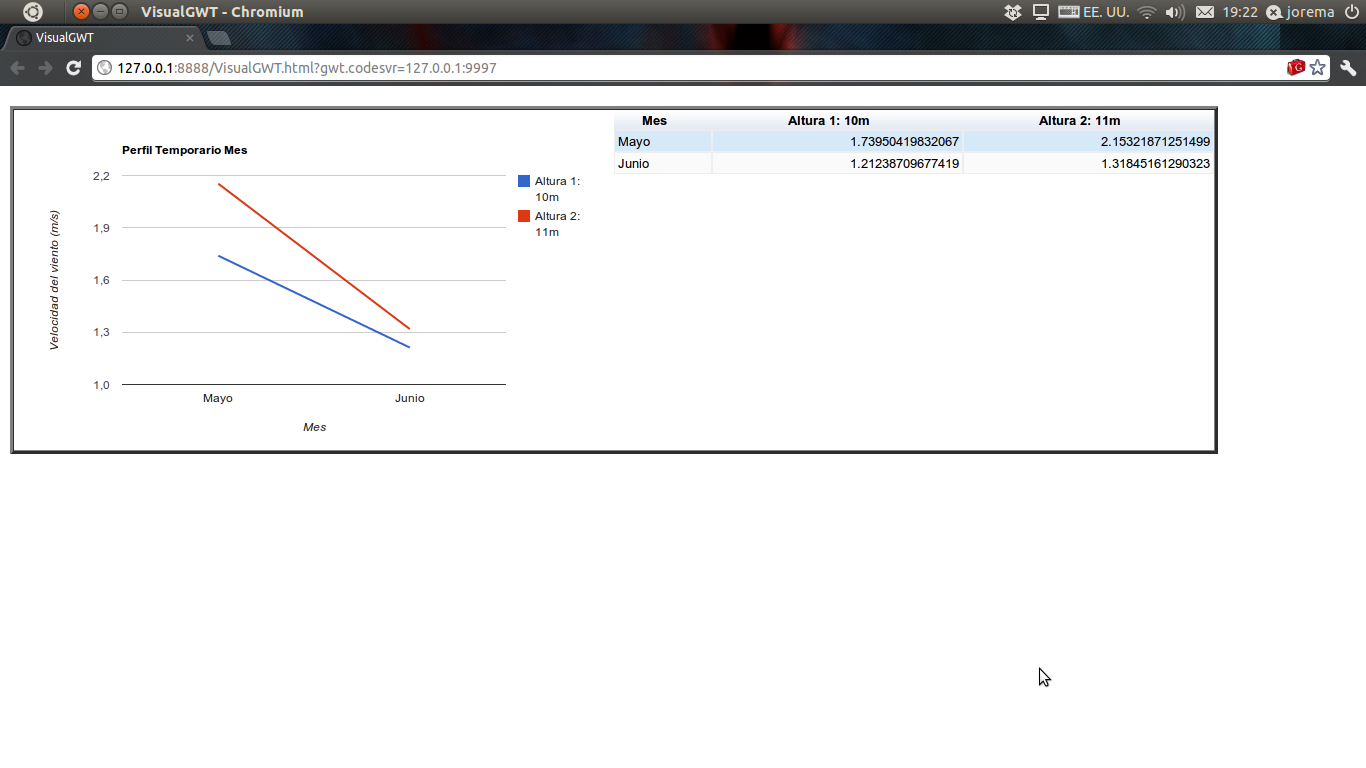 VisualGWT - Chromium
EE. UU.
19:22
jorema
VisualGWT
127.0.0.1:8888/VisualGWT.html?gwt.codesvr=127.0.0.1:9997
Perfil Temporario Mes
2,2
1,9
1,6
1,3
1,0
Velocidad del viento (m/s)
Mayo
Junio
Mes
Altura 1:
10m
Altura 2:
11m
Mes Altura 1: 10m Altura 2: 11m
Mayo 1.73950419832067 2.15321871251499
Junio 1.21238709677419 1.31845161290323